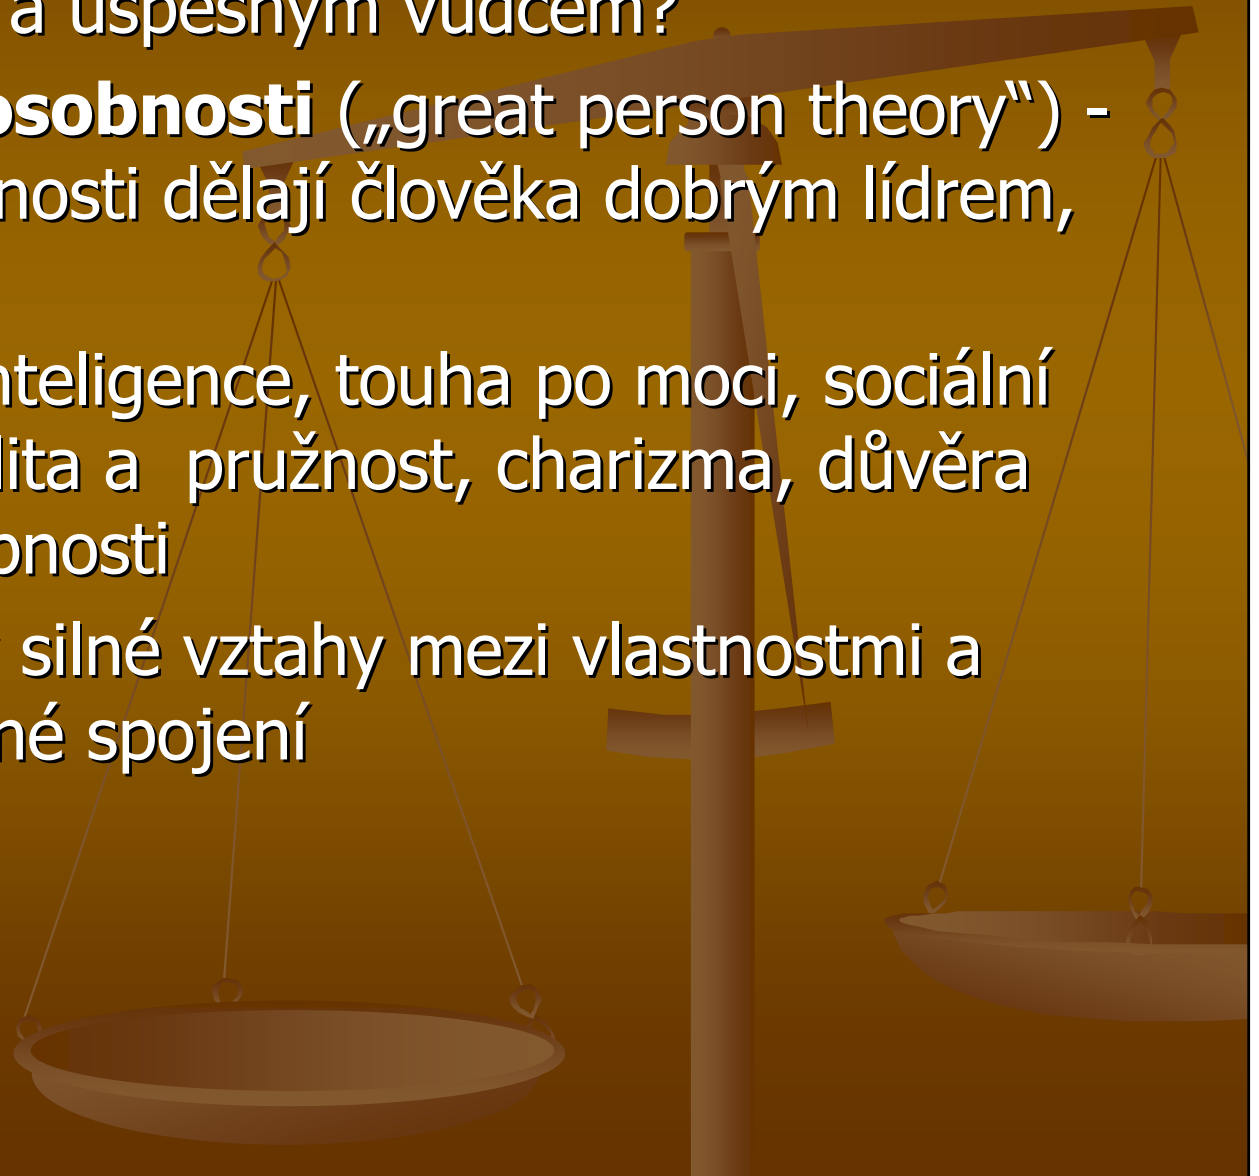 a úspěšným vůdcem?
osobnosti („great person theory“) -
nosti dělají člověka dobrým lídrem,
nteligence, touha po moci, sociální
lita a pružnost, charizma, důvěra
bnosti
silné vztahy mezi vlastnostmi a
né spojení